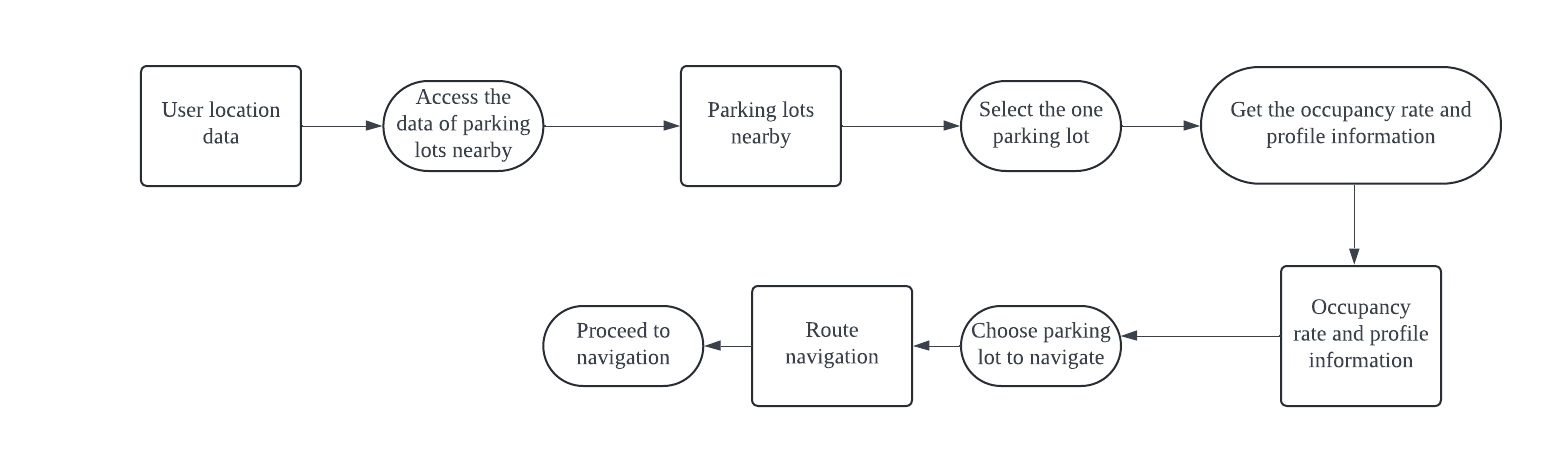 User location
data
Access the
data of parking
lots nearby
Parking lots
nearby
Select the one
parking lot
Get the occupancy rate and
profile information
Occupancy
rate and profile
information
Choose parking
lot to navigate
Route
navigation
Proceed to
navigation